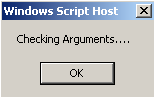 Windows Script Host
Checking Arguments....
OK